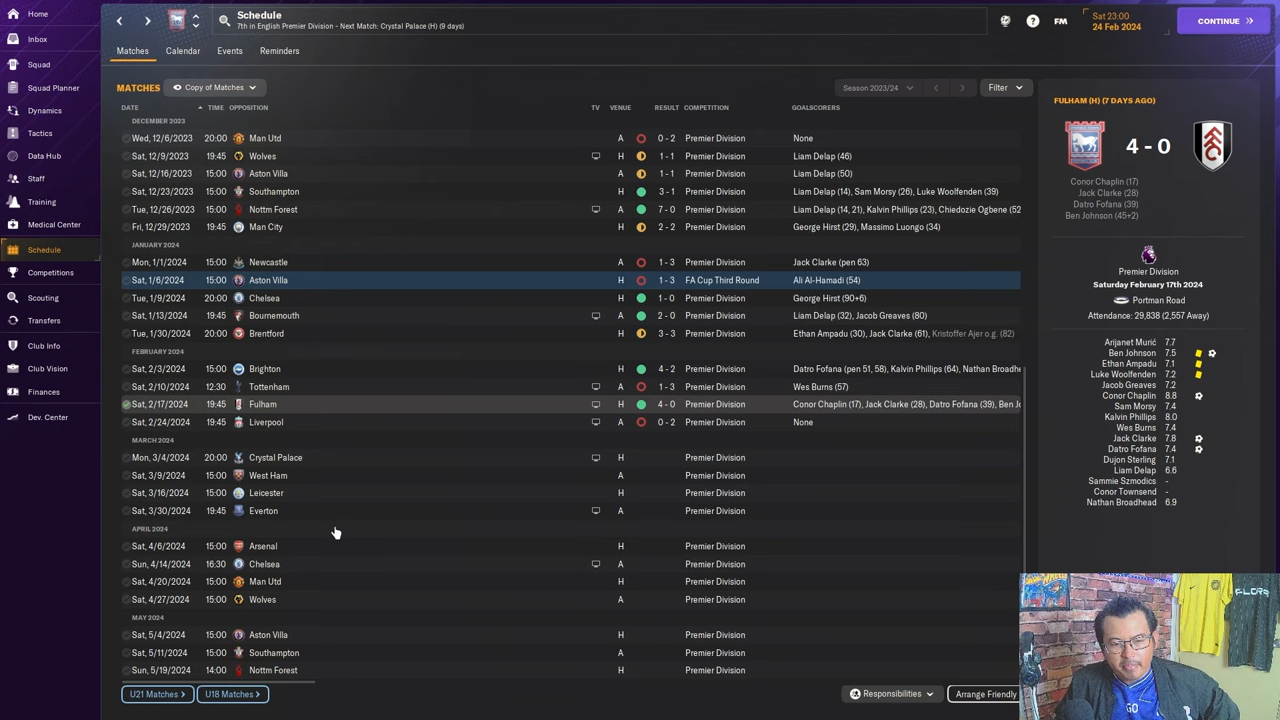 Home
Inbox
Squad
Squad Planner
Dynamics
Tactics
Data Hub
Staff
Training
Medical Center
Schedule
Competitions
Scouting
Transfers
Club Info
Club Vision
Finances
Dev. Center
Schedule
7th in English Premier Division - Next Match: Crystal Palace (H) (9 days)
FM
Sat 23:00
24 Feb 2024
CONTINUE
Matches Calendar Events Reminders
MATCHES Copy of Matches Season 2023/24 Filter
DATE TIME OPPOSITION TV VENUE RESULT COMPETITION GOALSCORERS
DECEMBER 2023
Wed, 12/6/2023 20:00 Man Utd A 0 - 2 Premier Division None
Sat, 12/9/2023 19:45 Wolves H 1 - 1 Premier Division Liam Delap (46)
Sat, 12/16/2023 15:00 Aston Villa A 1 - 1 Premier Division Liam Delap (50)
Sat, 12/23/2023 15:00 Southampton H 3 - 1 Premier Division Liam Delap (14), Sam Morsy (26), Luke Woolfenden (39)
Tue, 12/26/2023 15:00 Nottm Forest A 7 - 0 Premier Division Liam Delap (14, 21), Kalvin Phillips (23), Chiedozie Ogbene (52
Fri, 12/29/2023 19:45 Man City H 2 - 2 Premier Division George Hirst (29), Massimo Luongo (34)
JANUARY 2024
Mon, 1/1/2024 15:00 Newcastle A 1 - 3 Premier Division Jack Clarke (pen 63)
Sat, 1/6/2024 15:00 Aston Villa H 1 - 3 FA Cup Third Round Ali Al-Hamadi (54)
Tue, 1/9/2024 20:00 Chelsea H 1 - 0 Premier Division George Hirst (90+6)
Sat, 1/13/2024 15:00 Bournemouth A 2 - 0 Premier Division Liam Delap (32), Jacob Greaves (80)
Tue, 1/30/2024 20:00 Brentford H 3 - 3 Premier Division Ethan Ampadu (30), Jack Clarke (61), Kristoffer Ajer o.g. (82)
FEBRUARY 2024
Sat, 2/3/2024 15:00 Brighton H 4 - 2 Premier Division Datro Fofana (pen 51, 58), Kalvin Phillips (64), Nathan Broadhe
Sat, 2/10/2024 12:30 Tottenham A 1 - 3 Premier Division Wes Burns (57)
Sat, 2/17/2024 19:45 Fulham H 4 - 0 Premier Division Conor Chaplin (17), Jack Clarke (28), Datro Fofana (39), Ben Jo
Sat, 2/24/2024 19:45 Liverpool A 0 - 2 Premier Division None
MARCH 2024
Mon, 3/4/2024 20:00 Crystal Palace H Premier Division
Sat, 3/9/2024 15:00 West Ham A Premier Division
Sat, 3/16/2024 15:00 Leicester H Premier Division
Sat, 3/30/2024 19:45 Everton A Premier Division
APRIL 2024
Sat, 4/6/2024 15:00 Arsenal H Premier Division
Sun, 4/14/2024 16:30 Chelsea A Premier Division
Sat, 4/20/2024 15:00 Man Utd H Premier Division
Sat, 4/27/2024 15:00 Wolves A Premier Division
MAY 2024
Sat, 5/4/2024 15:00 Aston Villa H Premier Division
Sat, 5/11/2024 15:00 Southampton A Premier Division
Sun, 5/19/2024 14:00 Nottm Forest H Premier Division
U21 Matches U18 Matches Responsibilities Arrange Friendly
FULHAM (H) (7 DAYS AGO)
4 - 0
Conor Chaplin (17)
Jack Clarke (28)
Datro Fofana (39)
Ben Johnson (45+2)
Premier Division
Saturday February 17th 2024
Portman Road
Attendance: 29,838 (2,557 Away)
Arijanet Murić 7.7
Ben Johnson 7.5
Ethan Ampadu 7.1
Luke Woolfenden 7.2
Jacob Greaves 7.2
Conor Chaplin 8.8
Sam Morsy 7.4
Kalvin Phillips 8.0
Wes Burns 7.4
Jack Clarke 7.8
Datro Fofana 7.4
Dujon Sterling 7.1
Liam Delap 6.6
Sammie Szmodics -
Conor Townsend -
Nathan Broadhead 6.9